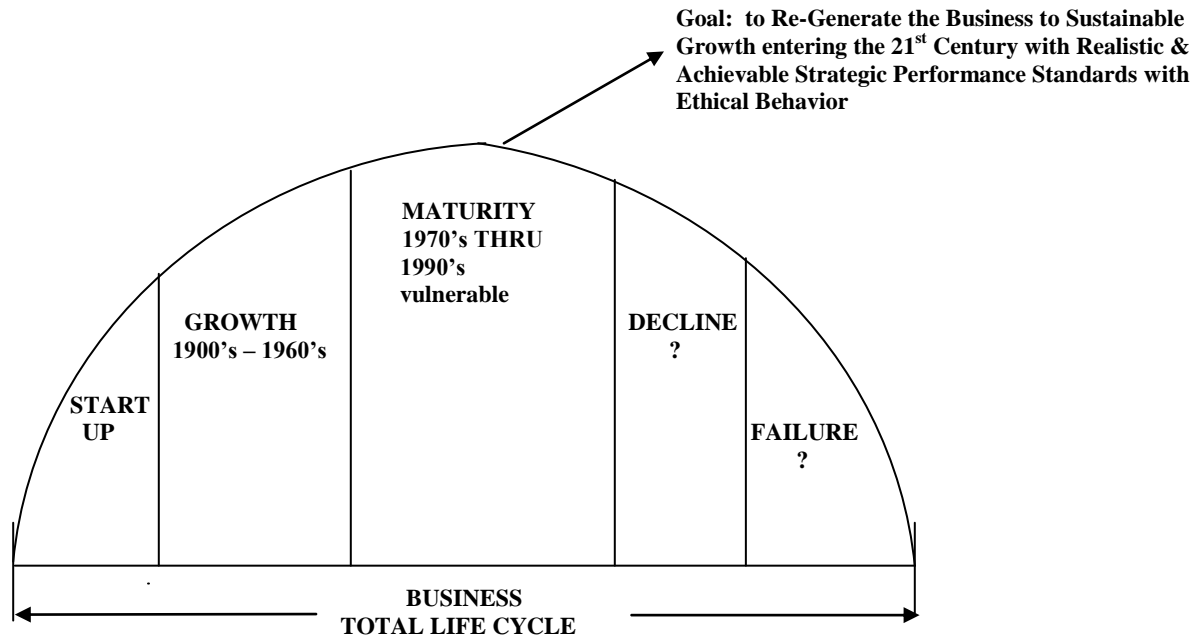 Goal:  to Re-Generate the Business to Sustainable
Growth entering the 21st Century with Realistic &
Achievable Strategic Performance Standards with
Ethical Behavior
MATURITY
1970's THRU
1990's
vulnerable
GROWTH
1900's – 1960's
DECLINE
?
START
UP
FAILURE
?
BUSINESS
TOTAL LIFE CYCLE